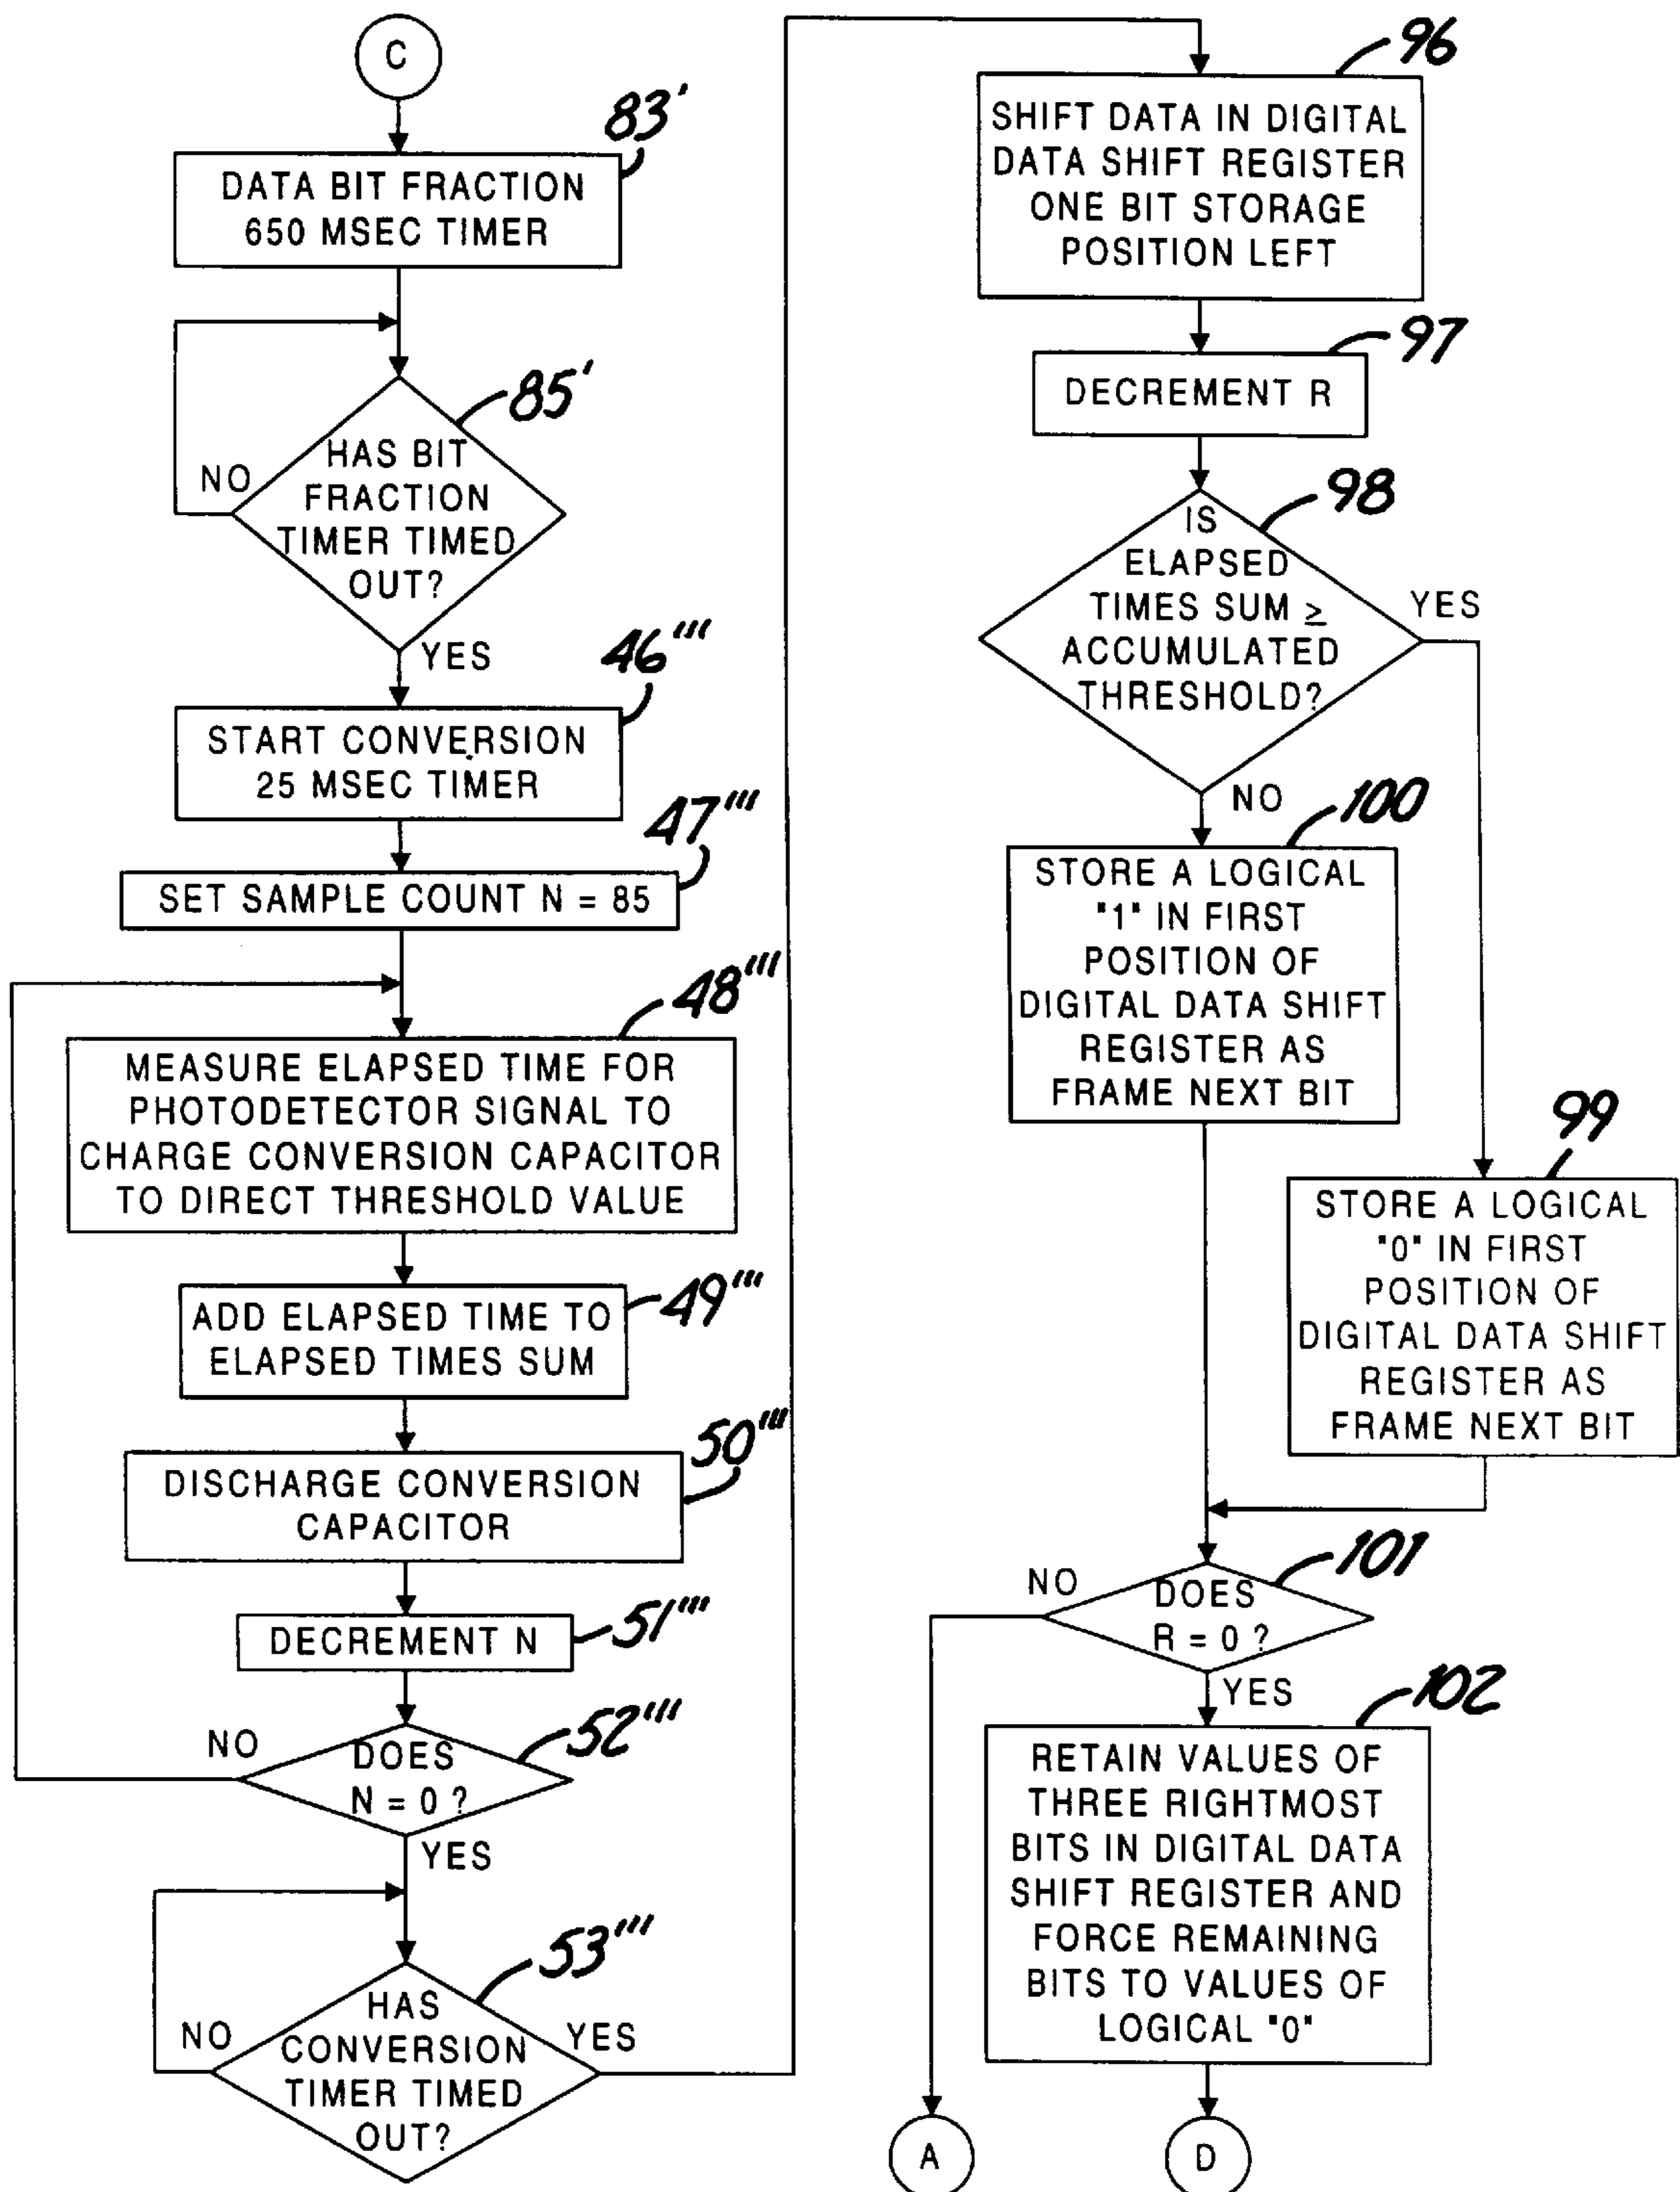 C
83'
DATA BIT FRACTION
650 MSEC TIMER
85'
HAS BIT
FRACTION
TIMER TIMED
OUT?
NO
YES
46'''
START CONVERSION
25 MSEC TIMER
47'''
SET SAMPLE COUNT N = 85
48'''
MEASURE ELAPSED TIME FOR
PHOTODETECTOR SIGNAL TO
CHARGE CONVERSION CAPACITOR
TO DIRECT THRESHOLD VALUE
49'''
ADD ELAPSED TIME TO
ELAPSED TIMES SUM
50'''
DISCHARGE CONVERSION
CAPACITOR
51'''
DECREMENT N
52'''
DOES
N = 0 ?
NO
YES
53'''
HAS
CONVERSION
TIMER TIMED
OUT?
NO
YES
96
SHIFT DATA IN DIGITAL
DATA SHIFT REGISTER
ONE BIT STORAGE
POSITION LEFT
97
DECREMENT R
98
IS
ELAPSED
TIMES SUM ≥
ACCUMULATED
THRESHOLD?
YES
NO
100
STORE A LOGICAL
"1" IN FIRST
POSITION OF
DIGITAL DATA SHIFT
REGISTER AS
FRAME NEXT BIT
99
STORE A LOGICAL
"0" IN FIRST
POSITION OF
DIGITAL DATA SHIFT
REGISTER AS
FRAME NEXT BIT
101
DOES
R = 0 ?
NO
YES
102
RETAIN VALUES OF
THREE RIGHTMOST
BITS IN DIGITAL DATA
SHIFT REGISTER AND
FORCE REMAINING
BITS TO VALUES OF
LOGICAL "0"
A
D